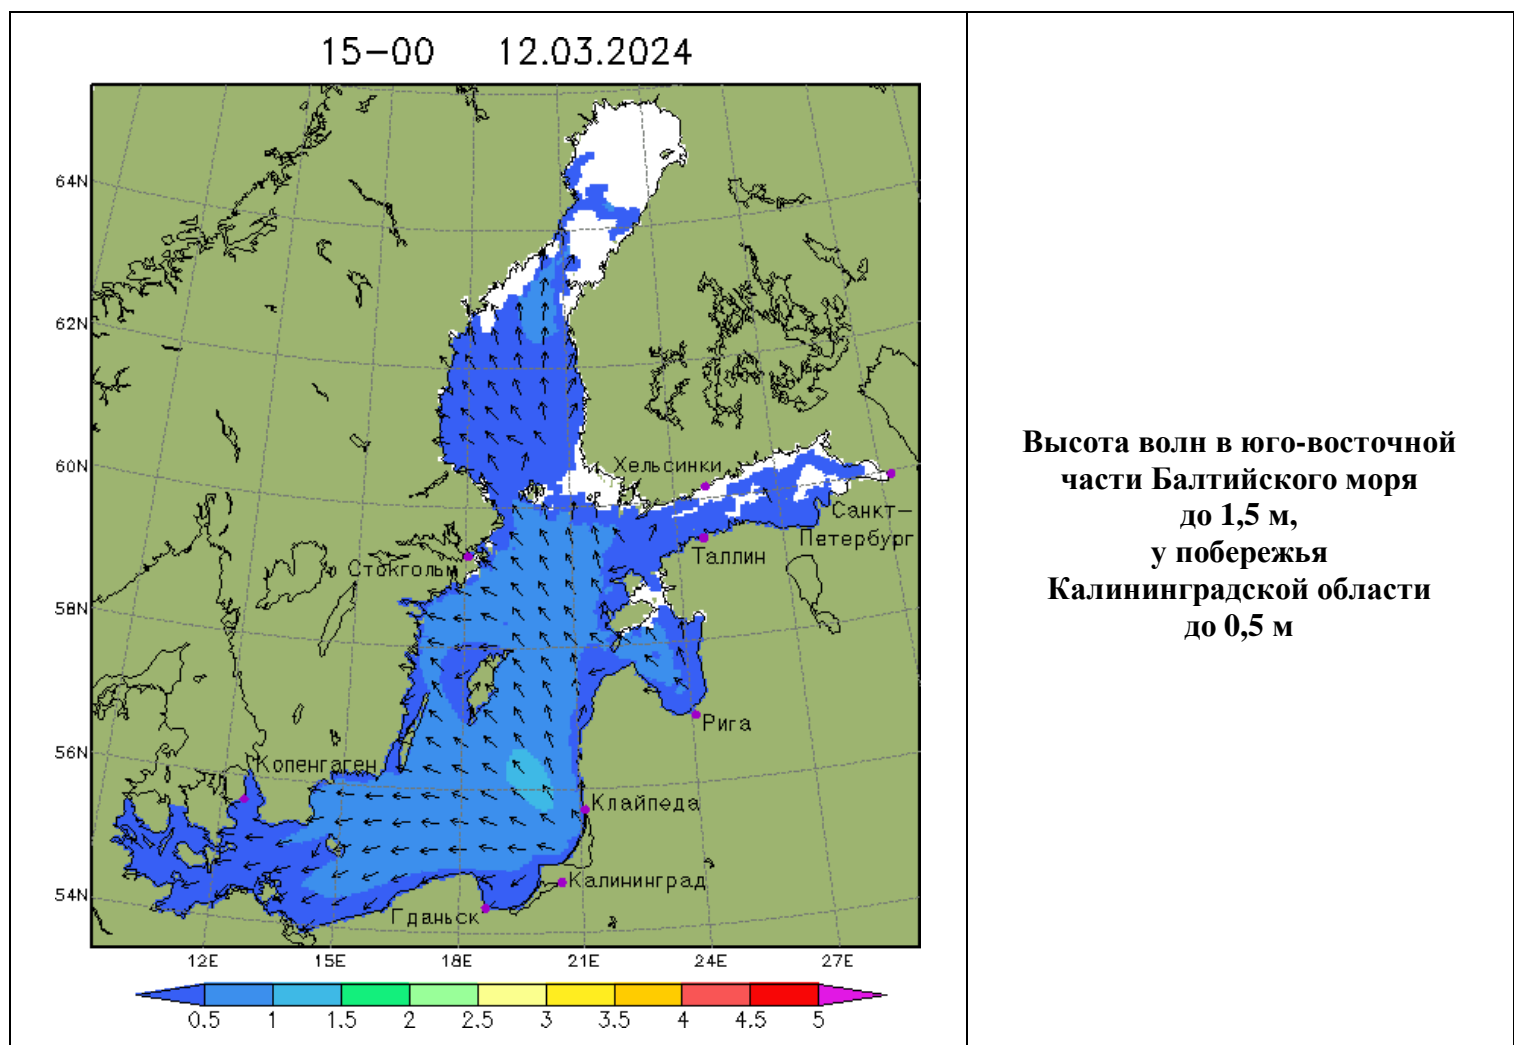 15-00 12.03.2024
64N
62N
Хельсинки
60N
Санкт-
Петербург
Таллин
Стокгольм
58N
Рига
56N
Копенгаген
Клайпеда
Калининград
54N
Гданьск
12E 15E 18E 21E 24E 27E
0.5 1 1.5 2 2.5 3 3.5 4 4.5 5
Высота волн в юго-восточной
части Балтийского моря
до 1,5 м,
у побережья
Калининградской области
до 0,5 м